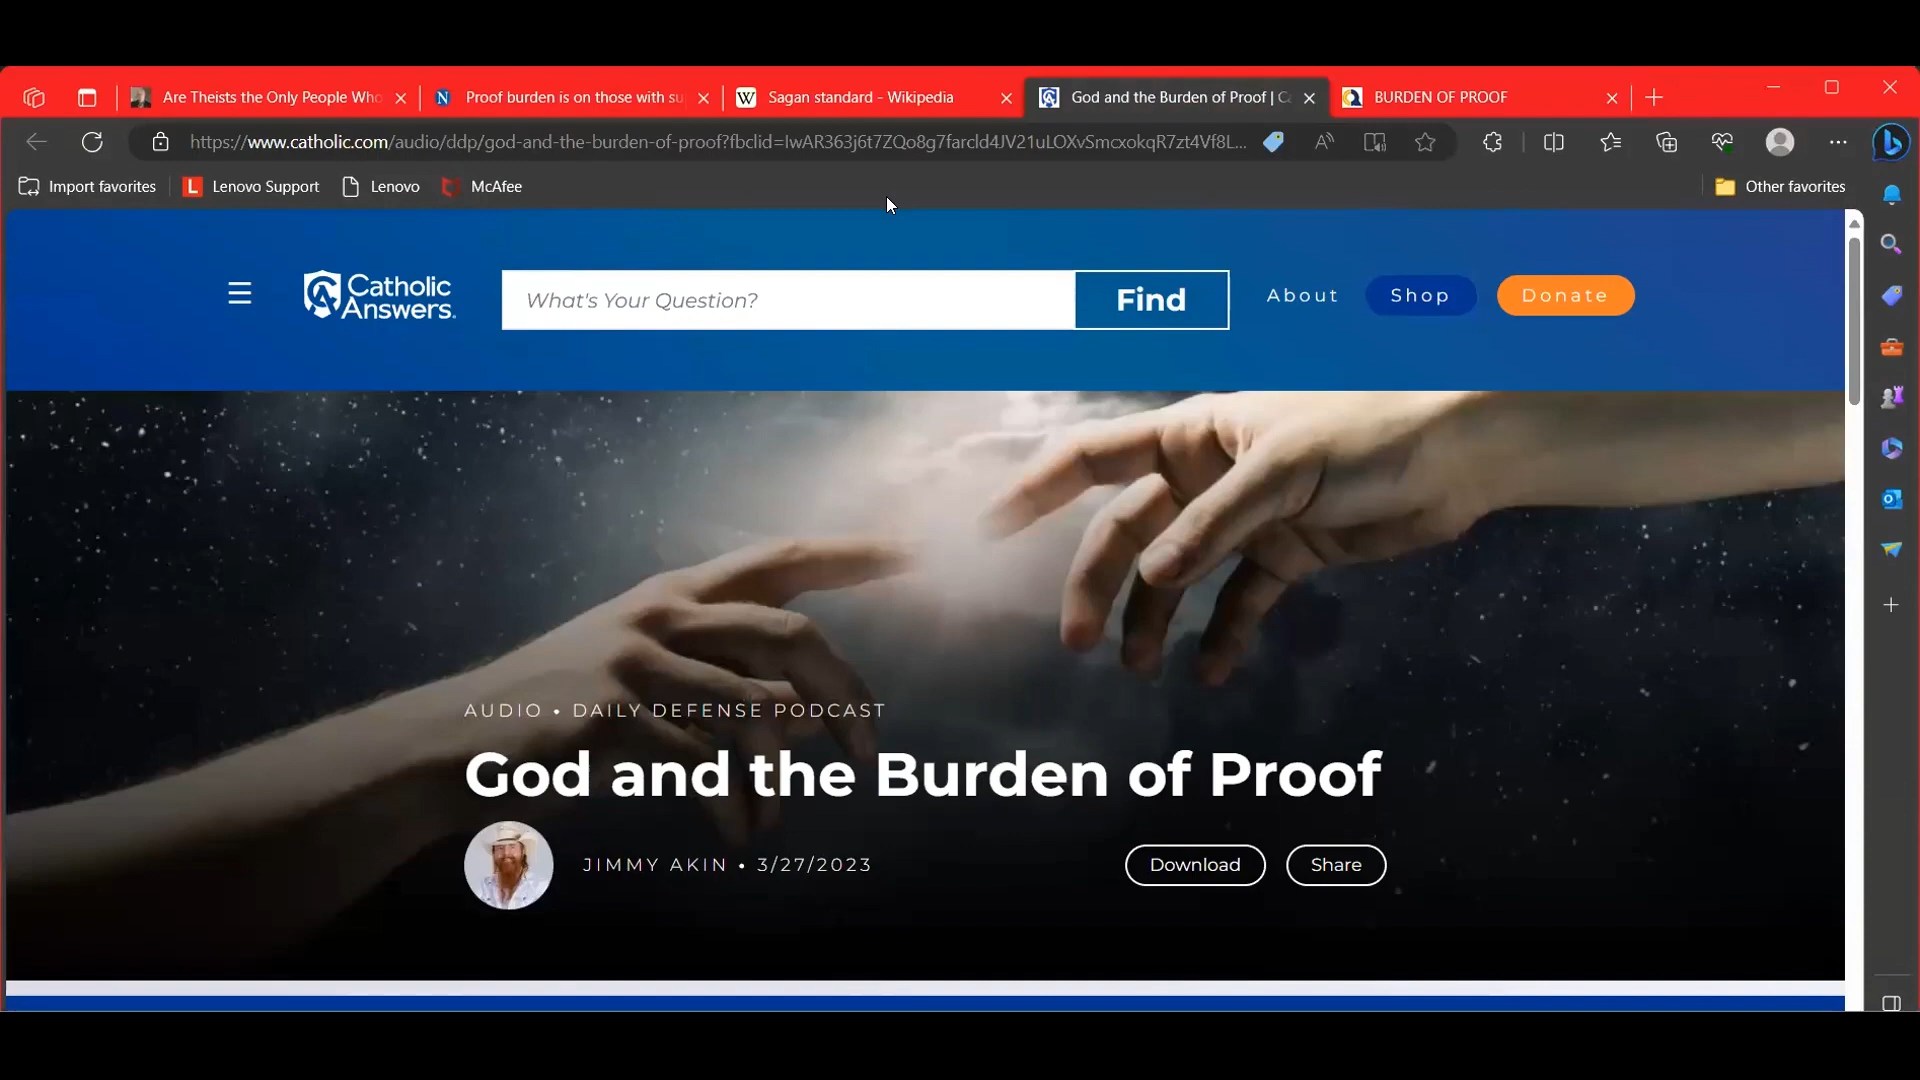 Are Theists the Only People Who
Proof burden is on those with su
Sagan standard - Wikipedia
God and the Burden of Proof | Ca
BURDEN OF PROOF
https://www.catholic.com/audio/ddp/god-and-the-burden-of-proof?fbclid=IwAR363j6t7ZQo8g7farcld4JV21uLOXvSmcxokqR7zt4Vf8L...
Import favorites
Lenovo Support
Lenovo
McAfee
Other favorites
Catholic
Answers.
What's Your Question?
Find
About
Shop
Donate
AUDIO • DAILY DEFENSE PODCAST
God and the Burden of Proof
JIMMY AKIN • 3/27/2023
Download
Share